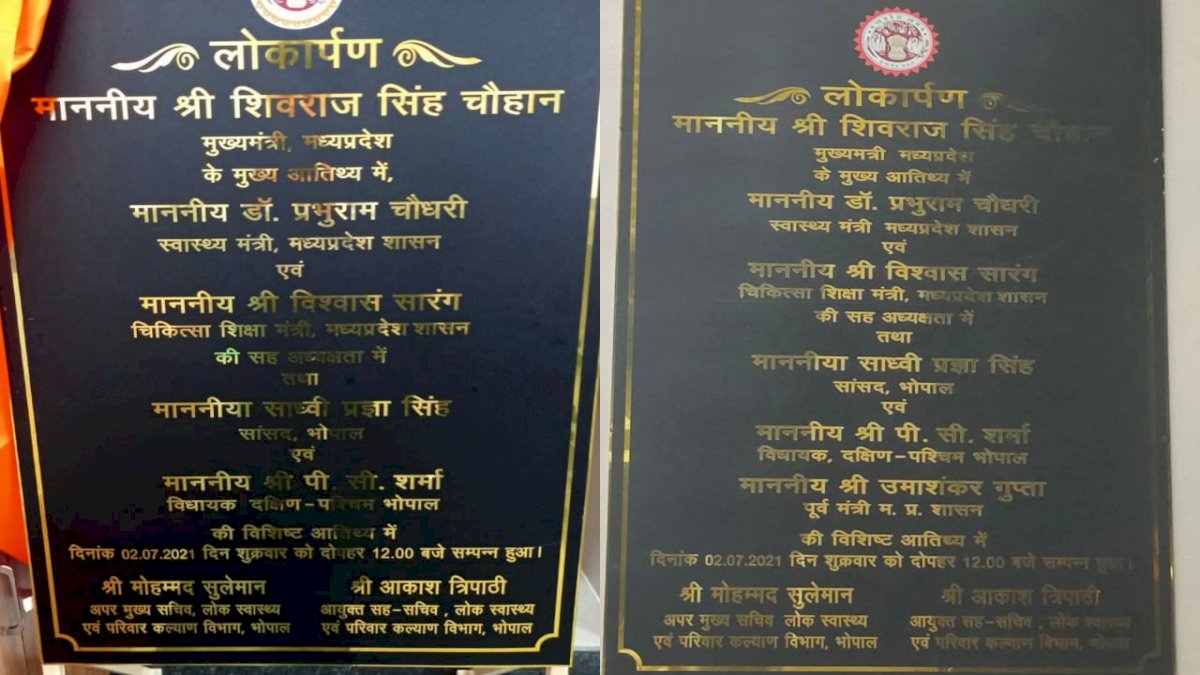 लोकार्पण
माननीय श्री शिवराज सिंह चौहान
मुख्यमंत्री, मध्यप्रदेश
के मुख्य आतिथ्य में,
माननीय डॉ. प्रभुराम चौधरी
स्वास्थ्य मंत्री, मध्यप्रदेश शासन
एवं
माननीय श्री विश्वास सारंग
चिकित्सा शिक्षा मंत्री, मध्यप्रदेश शासन
की सह अध्यक्षता में
तथा
माननीया साध्वी प्रज्ञा सिंह
सांसद, भोपाल
एवं
माननीय श्री पी. सी. शर्मा
विधायक दक्षिण-पश्चिम भोपाल
की विशिष्ट आतिथ्य में
दिनांक 02.07.2021 दिन शुक्रवार को दोपहर 12.00 बजे सम्पन्न हुआ।
श्री मोहम्मद सुलेमान
अपर मुख्य सचिव, लोक स्वास्थ्य
एवं परिवार कल्याण विभाग, भोपाल
श्री आकाश त्रिपाठी
आयुक्त सह-सचिव, लोक स्वास्थ्य
एवं परिवार कल्याण विभाग, भोपाल
लोकार्पण
माननीय श्री शिवराज सिंह चौहान
मुख्यमंत्री मध्यप्रदेश
के मुख्य आतिथ्य में
माननीय डॉ. प्रभुराम चौधरी
स्वास्थ्य मंत्री मध्यप्रदेश शासन
एवं
माननीय श्री विश्वास सारंग
चिकित्सा शिक्षा मंत्री, मध्यप्रदेश शासन
की सह अध्यक्षता में
तथा
माननीया साध्वी प्रज्ञा सिंह
सांसद, भोपाल
एवं
माननीय श्री पी. सी. शर्मा
विधायक, दक्षिण-पश्चिम भोपाल
माननीय श्री उमाशंकर गुप्ता
पूर्व मंत्री म. प्र. शासन
की विशिष्ट आतिथ्य में
दिनांक 02.07.2021 दिन शुक्रवार को दोपहर 12.00 बजे सम्पन्न हुआ।
श्री मोहम्मद सुलेमान
अपर मुख्य सचिव लोक स्वास्थ्य
एवं परिवार कल्याण विभाग, भोपाल
श्री आकाश त्रिपाठी
आयुक्त सह-सचिव, लोक स्वास्थ्य
एवं परिवार कल्याण विभाग, भोपाल